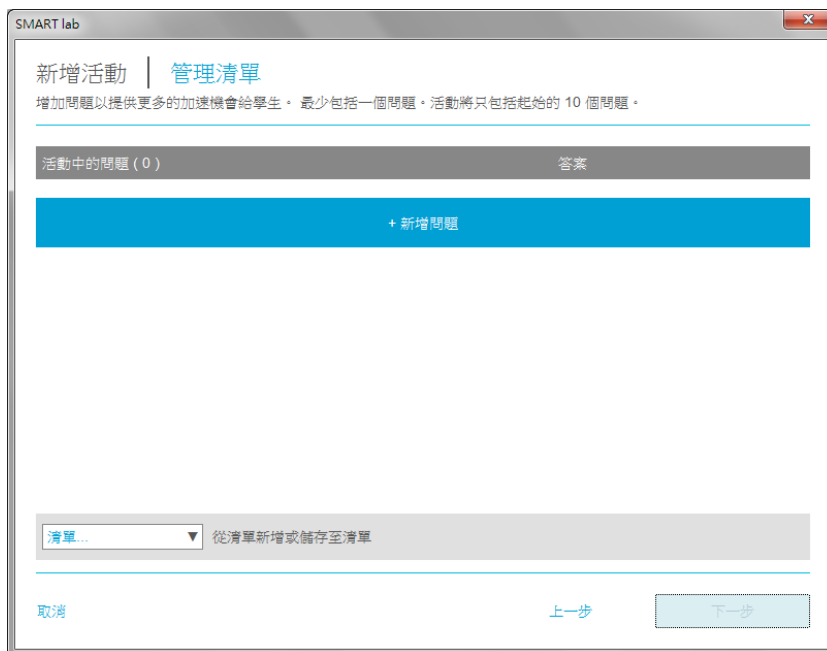 SMART lab
新增活動 | 管理清單
增加問題以提供更多的加速機會給學生。 最少包括一個問題。活動將只包括起始的 10 個問題。
活動中的問題 ( 0 ) 答案
+ 新增問題
清單... ▼ 從清單新增或儲存至清單
取消 上一步 下一步